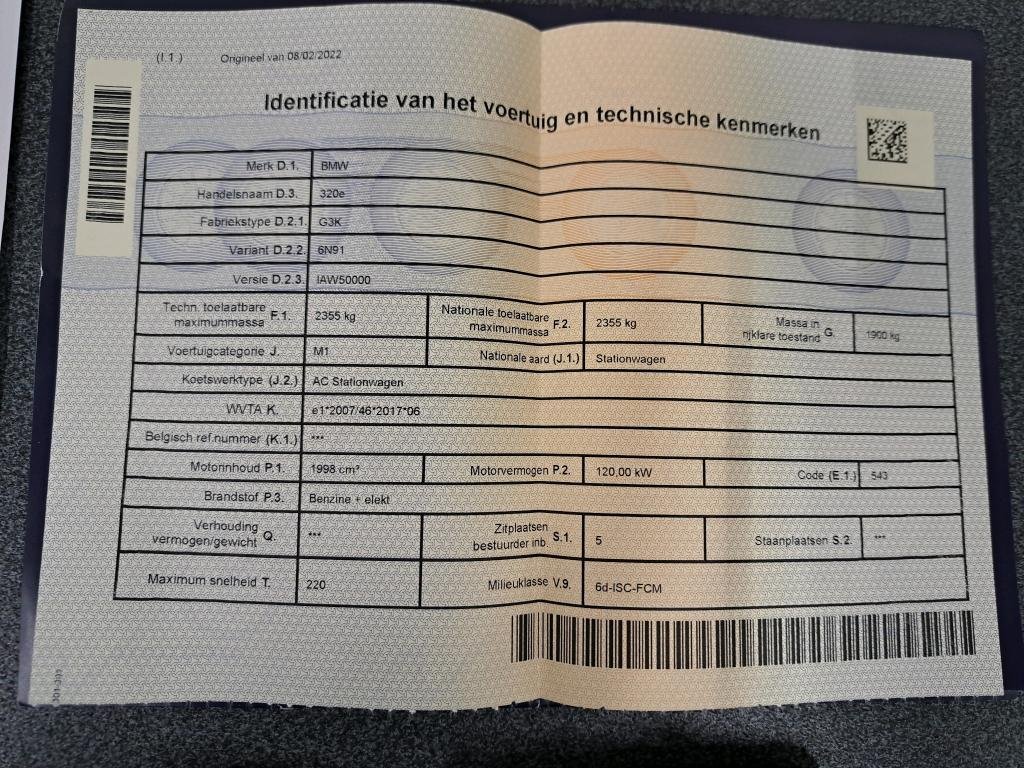 (I.1.) Origineel van 08/02/2022
Identificatie van het voertuig en technische kenmerken
Merk D.1. BMW
Handelsnaam D.3. 320e
Fabriekstype D.2.1. G3K
Variant D.2.2. 6N91
Versie D.2.3. IAW50000
Techn. toelaatbare maximummassa F.1. 2355 kg Nationale toelaatbare maximummassa F.2. 2355 kg Massa in rijklare toestand G. 1900 kg
Voertuigcategorie J. M1 Nationale aard (J.1.) Stationwagen
Koetswerktype (J.2.) AC Stationwagen
WVTA K. e1*2007/46*2017*06
Belgisch ref.nummer (K.1.) ***
Motorinhoud P.1. 1998 cm³ Motorvermogen P.2. 120,00 kW Code (E.1.) 543
Brandstof P.3. Benzine + elekt
Verhouding vermogen/gewicht Q. *** Zitplaatsen bestuurder inb S.1. 5 Staanplaatsen S.2. ***
Maximum snelheid T. 220 Milieuklasse V.9. 6d-ISC-FCM